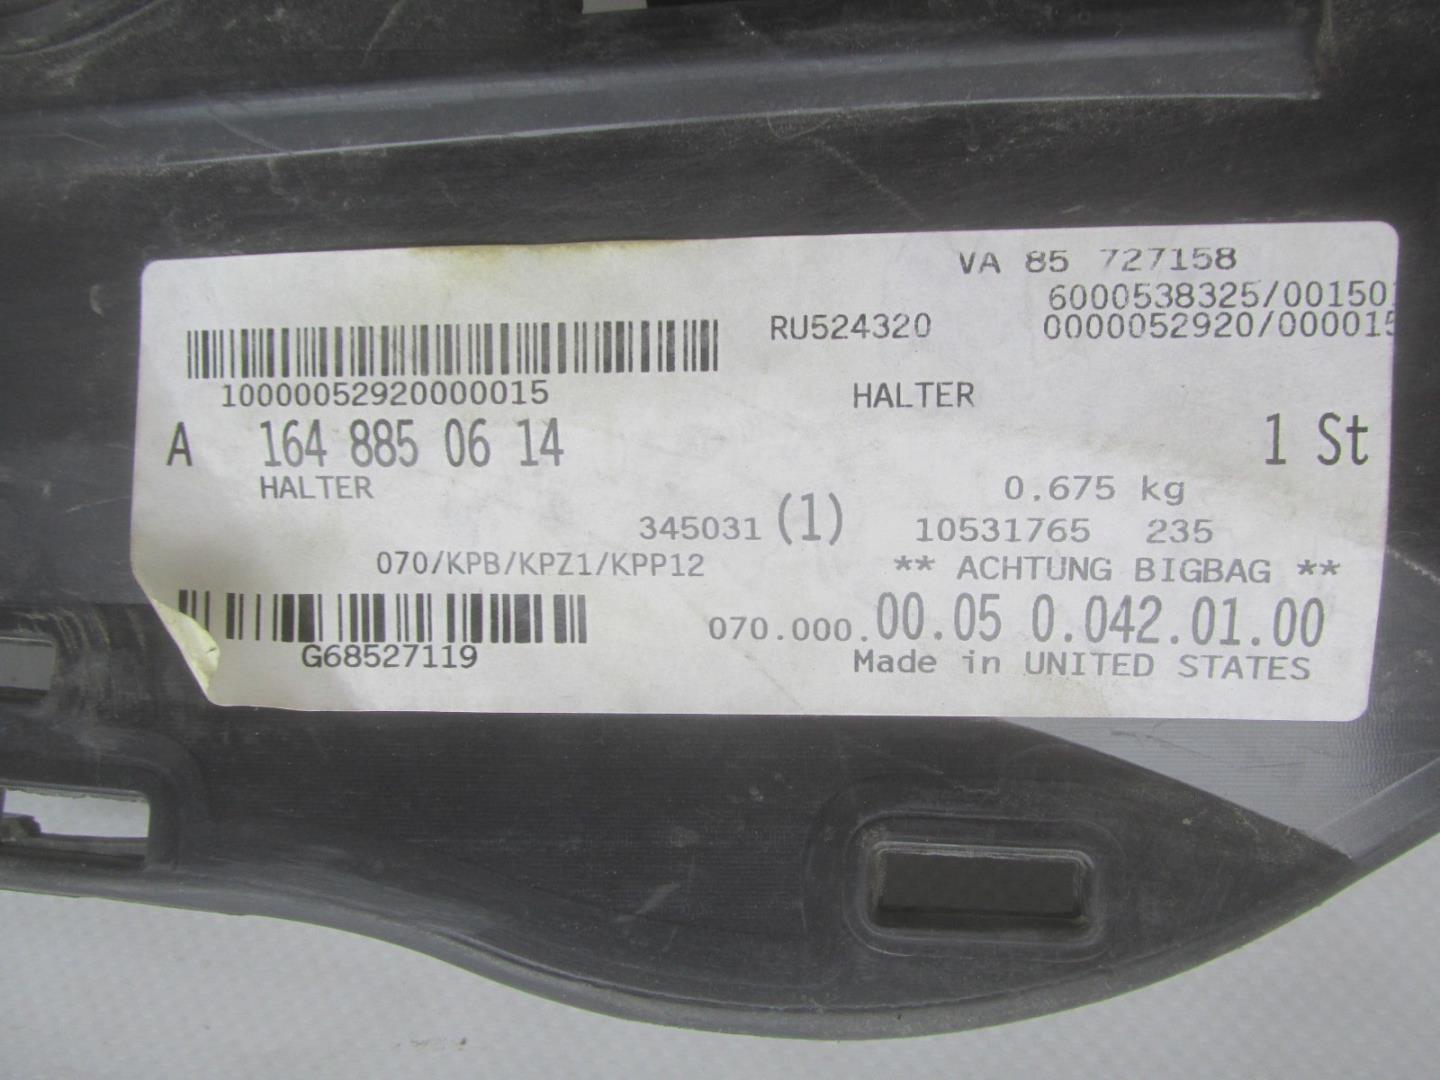 VA 85 727158
6000538325/00150
RU524320 0000052920/000015
10000052920000015 HALTER
A 164 885 06 14 1 St
HALTER 0.675 kg
345031 (1) 10531765 235
070/KPB/KPZ1/KPP12 ** ACHTUNG BIGBAG **
070.000.00.05 0.042.01.00
G68527119 Made in UNITED STATES